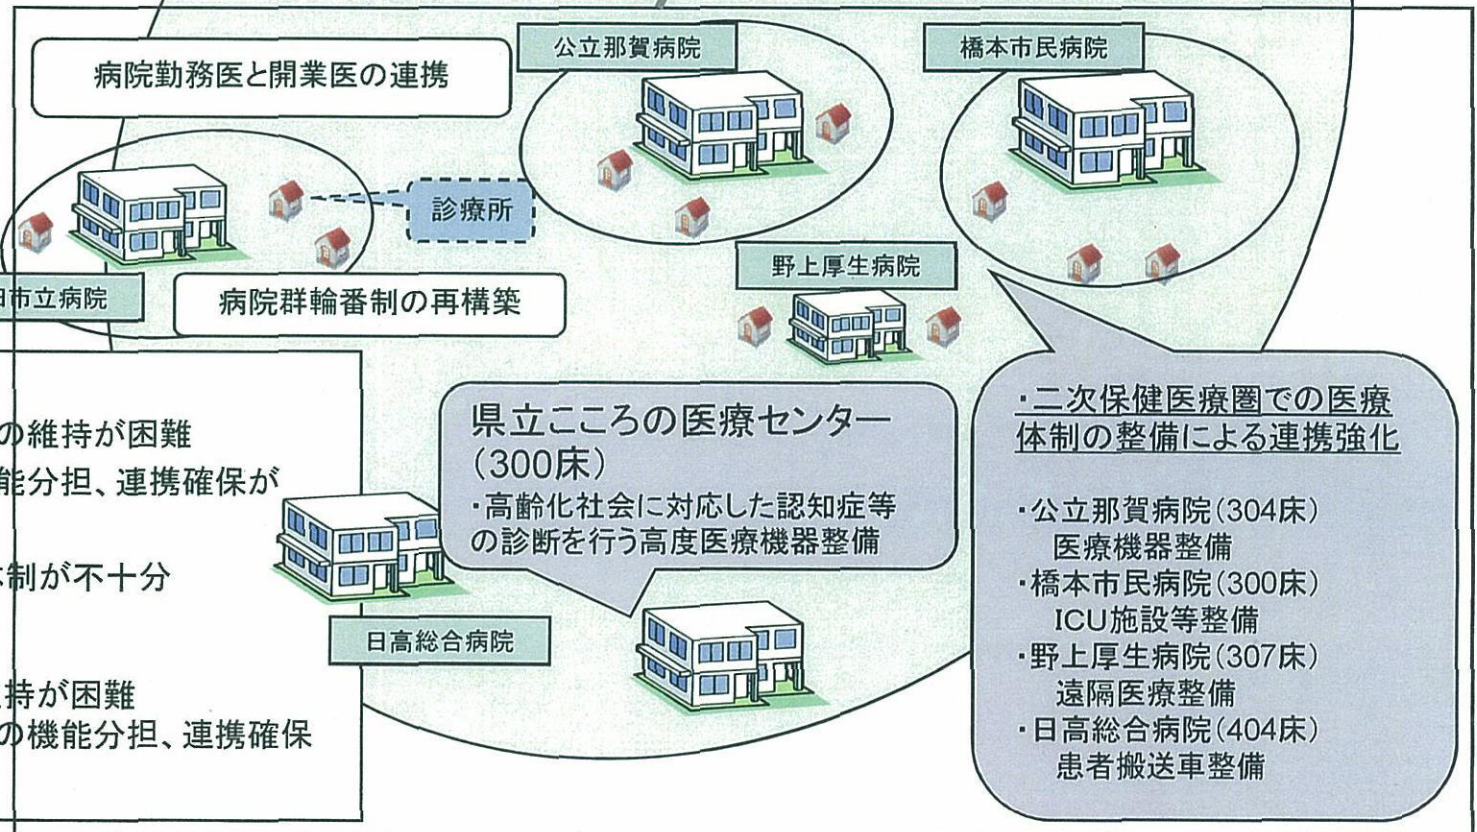 公立那賀病院
橋本市民病院
病院勤務医と開業医の連携
診療所
野上厚生病院
市立病院
病院群輪番制の再構築
の維持が困難
能分担、連携確保が
制が不十分
持が困難
の機能分担、連携確保
県立こころの医療センター
(300床)
・高齢化社会に対応した認知症等
の診断を行う高度医療機器整備
日高総合病院
・二次保健医療圏での医療
体制の整備による連携強化
・公立那賀病院(304床)
医療機器整備
・橋本市民病院(300床)
ICU施設等整備
・野上厚生病院(307床)
遠隔医療整備
・日高総合病院(404床)
患者搬送車整備